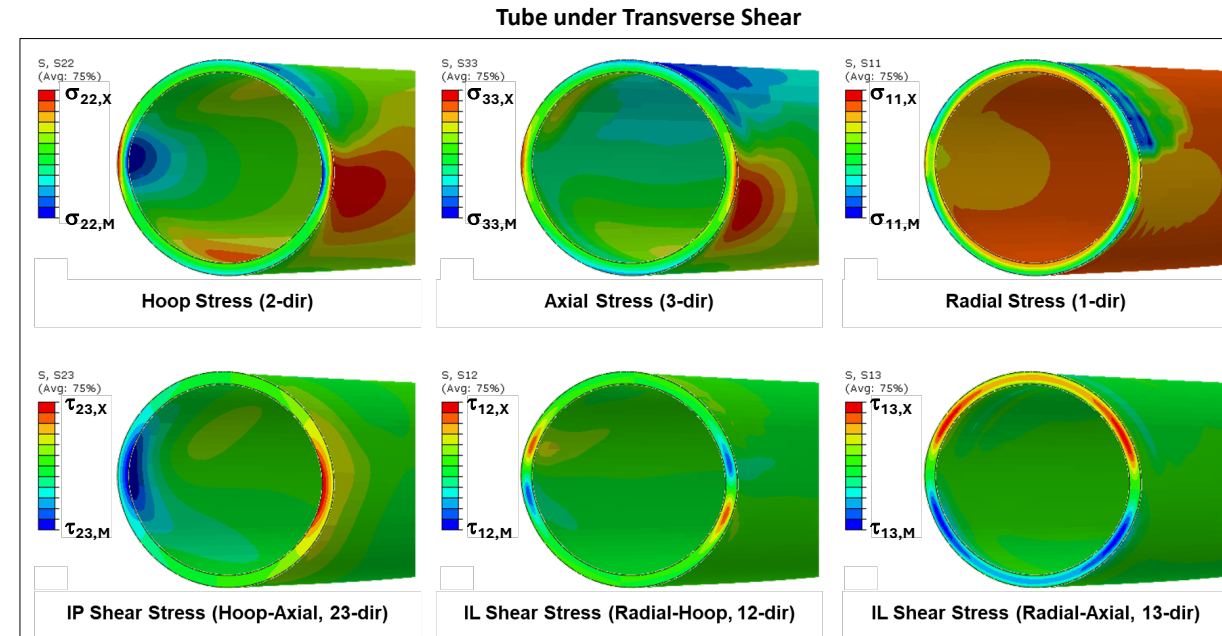 Tube under Transverse Shear
S, S22
(Avg: 75%)
σ22,X
σ22,M
Hoop Stress (2-dir)
S, S33
(Avg: 75%)
σ33,X
σ33,M
Axial Stress (3-dir)
S, S11
(Avg: 75%)
σ11,X
σ11,M
Radial Stress (1-dir)
S, S23
(Avg: 75%)
τ23,X
τ23,M
IP Shear Stress (Hoop-Axial, 23-dir)
S, S12
(Avg: 75%)
τ12,X
τ12,M
IL Shear Stress (Radial-Hoop, 12-dir)
S, S13
(Avg: 75%)
τ13,X
τ13,M
IL Shear Stress (Radial-Axial, 13-dir)